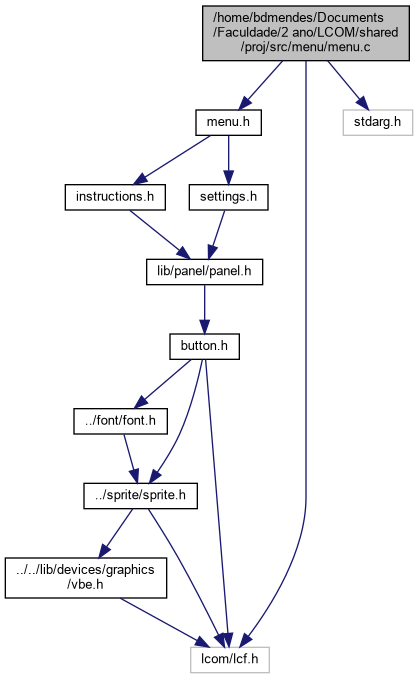 /home/bdmendes/Documents
/Faculdade/2 ano/LCOM/shared
/proj/src/menu/menu.c
menu.h
stdarg.h
instructions.h
settings.h
lib/panel/panel.h
button.h
../font/font.h
../sprite/sprite.h
../../lib/devices/graphics
/vbe.h
lcom/lcf.h